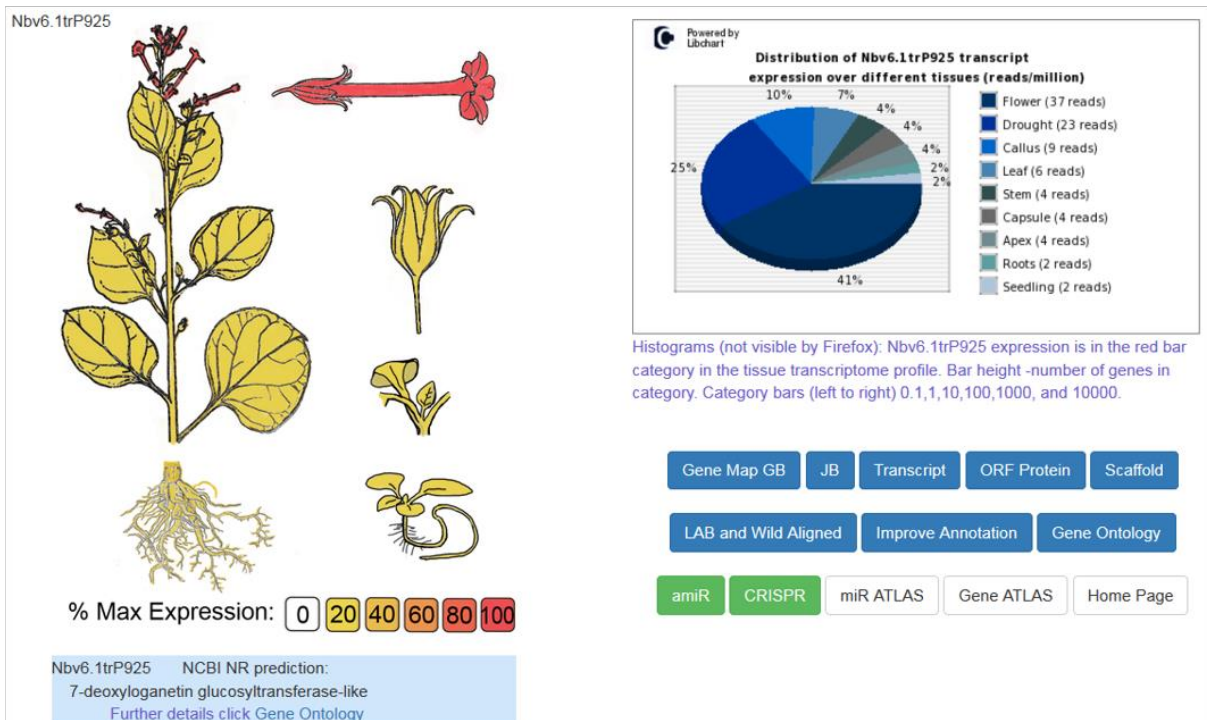 Nbv6.1trP925
% Max Expression: 0 20 40 60 80 100
Nbv6.1trP925 NCBI NR prediction:
7-deoxyloganetin glucosyltransferase-like
Further details click Gene Ontology
Powered by
Libchart
Distribution of Nbv6.1trP925 transcript
expression over different tissues (reads/million)
10%
7%
4%
4%
4%
2%
2%
25%
41%
Flower (37 reads)
Drought (23 reads)
Callus (9 reads)
Leaf (6 reads)
Stem (4 reads)
Capsule (4 reads)
Apex (4 reads)
Roots (2 reads)
Seedling (2 reads)
Histograms (not visible by Firefox): Nbv6.1trP925 expression is in the red bar
category in the tissue transcriptome profile. Bar height -number of genes in
category. Category bars (left to right) 0.1,1,10,100,1000, and 10000.
Gene Map GB JB Transcript ORF Protein Scaffold
LAB and Wild Aligned Improve Annotation Gene Ontology
amiR CRISPR miR ATLAS Gene ATLAS Home Page